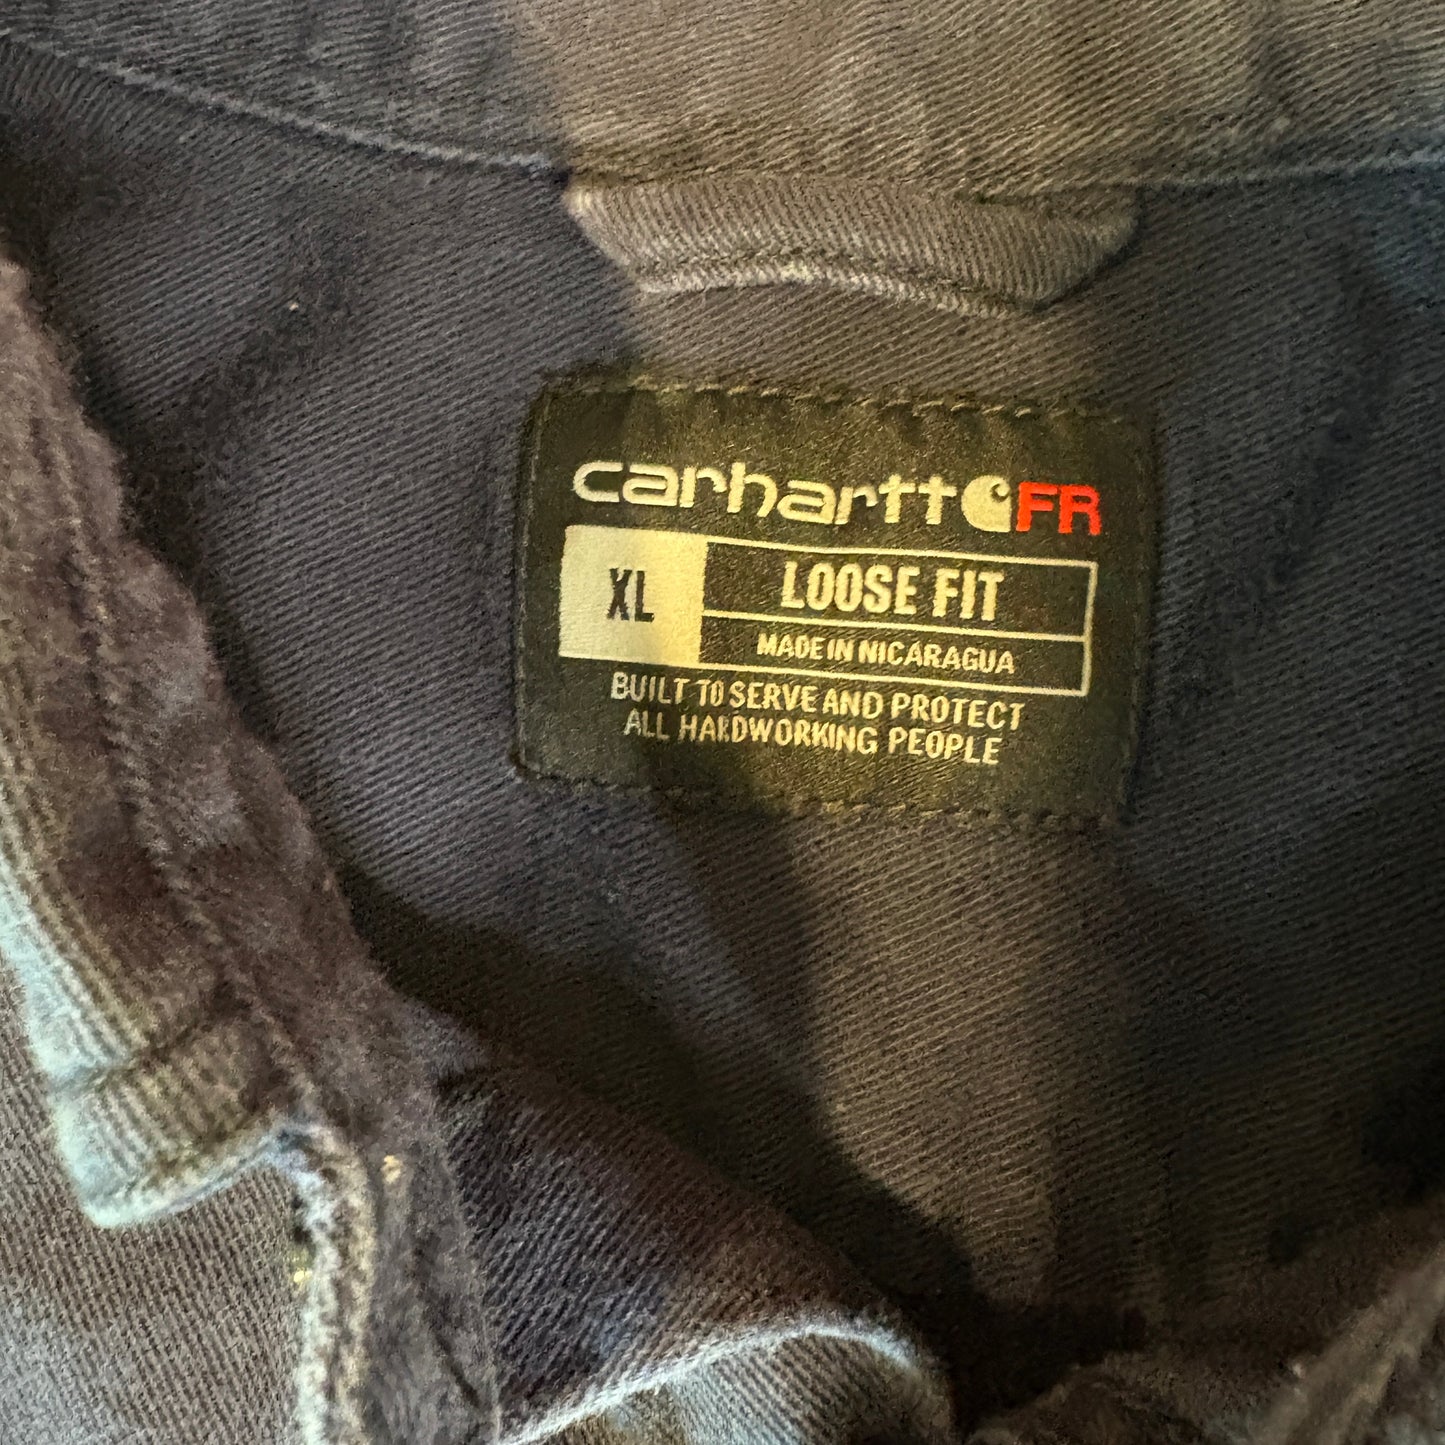 carhartt FR
XL
LOOSE FIT
MADE IN NICARAGUA
BUILT TO SERVE AND PROTECT
ALL HARDWORKING PEOPLE